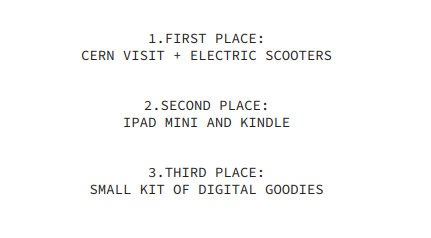 1.FIRST PLACE:
CERN VISIT + ELECTRIC SCOOTERS
2.SECOND PLACE:
IPAD MINI AND KINDLE
3.THIRD PLACE:
SMALL KIT OF DIGITAL GOODIES